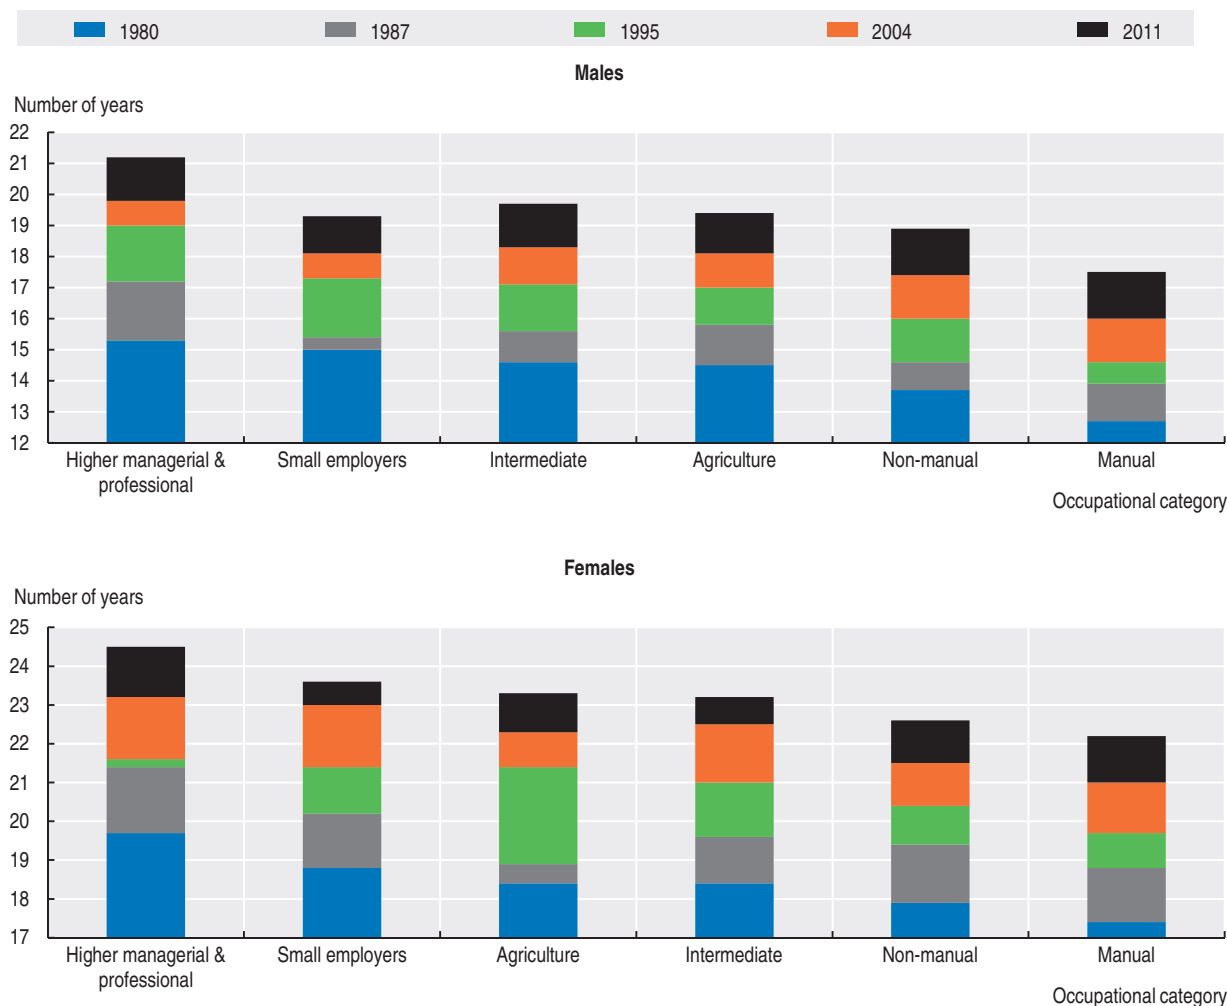 1980 1987 1995 2004 2011
Males
Number of years
22
21
20
19
18
17
16
15
14
13
12
Higher managerial & Small employers Intermediate Agriculture Non-manual Manual
professional
Occupational category
Females
Number of years
25
24
23
22
21
20
19
18
17
Higher managerial & Small employers Agriculture Intermediate Non-manual Manual
professional
Occupational category